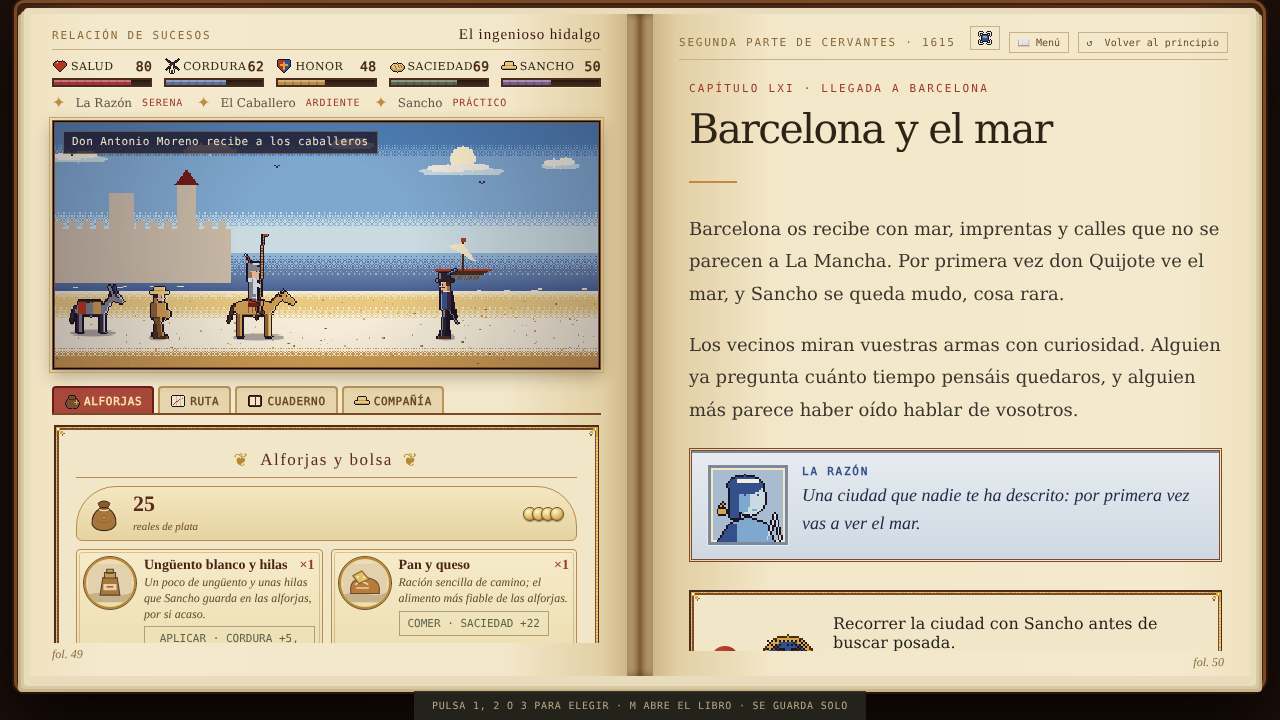 RELACIÓN DE SUCESOS
El ingenioso hidalgo
SALUD 80
CORDURA 62
HONOR 48
SACIEDAD 69
SANCHO 50
La Razón SERENA
El Caballero ARDIENTE
Sancho PRÁCTICO
Don Antonio Moreno recibe a los caballeros
ALFORJAS
RUTA
CUADERNO
COMPAÑÍA
Alforjas y bolsa
25
reales de plata
Ungüento blanco y hilas ×1
Un poco de ungüento y unas hilas
que Sancho guarda en las alforjas,
por si acaso.
APLICAR · CORDURA +5,
Pan y queso ×1
Ración sencilla de camino; el
alimento más fiable de las alforjas.
COMER · SACIEDAD +22
fol. 49
SEGUNDA PARTE DE CERVANTES · 1615
Menú
↺ Volver al principio
CAPÍTULO LXI · LLEGADA A BARCELONA
Barcelona y el mar
Barcelona os recibe con mar, imprentas y calles que no se
parecen a La Mancha. Por primera vez don Quijote ve el
mar, y Sancho se queda mudo, cosa rara.
Los vecinos miran vuestras armas con curiosidad. Alguien
ya pregunta cuánto tiempo pensáis quedaros, y alguien
más parece haber oído hablar de vosotros.
LA RAZÓN
Una ciudad que nadie te ha descrito: por primera vez
vas a ver el mar.
Recorrer la ciudad con Sancho antes de
buscar posada.
fol. 50
PULSA 1, 2 O 3 PARA ELEGIR · M ABRE EL LIBRO · SE GUARDA SOLO